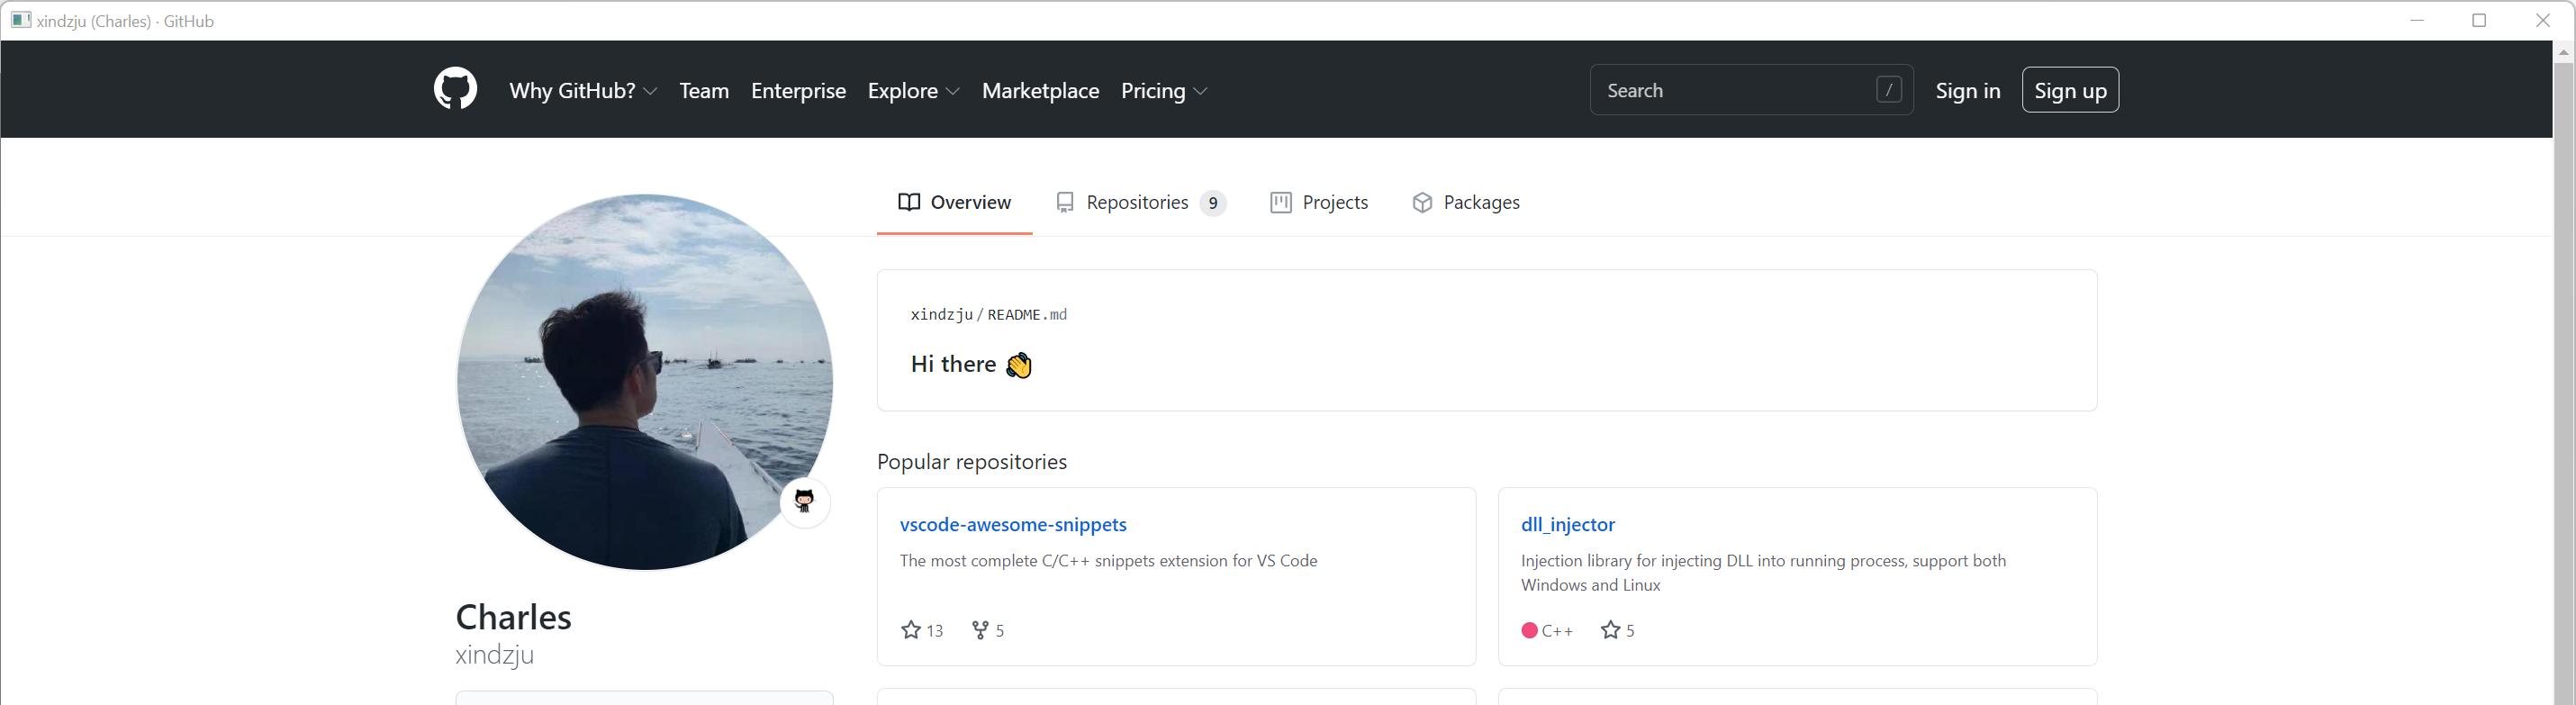 xindzju (Charles) · GitHub
Why GitHub? Team Enterprise Explore Marketplace Pricing Search / Sign in Sign up
Overview Repositories 9 Projects Packages
xindzju / README.md
Hi there 👋
Popular repositories
vscode-awesome-snippets
The most complete C/C++ snippets extension for VS Code
13 5
dll_injector
Injection library for injecting DLL into running process, support both
Windows and Linux
C++ 5
Charles
xindzju